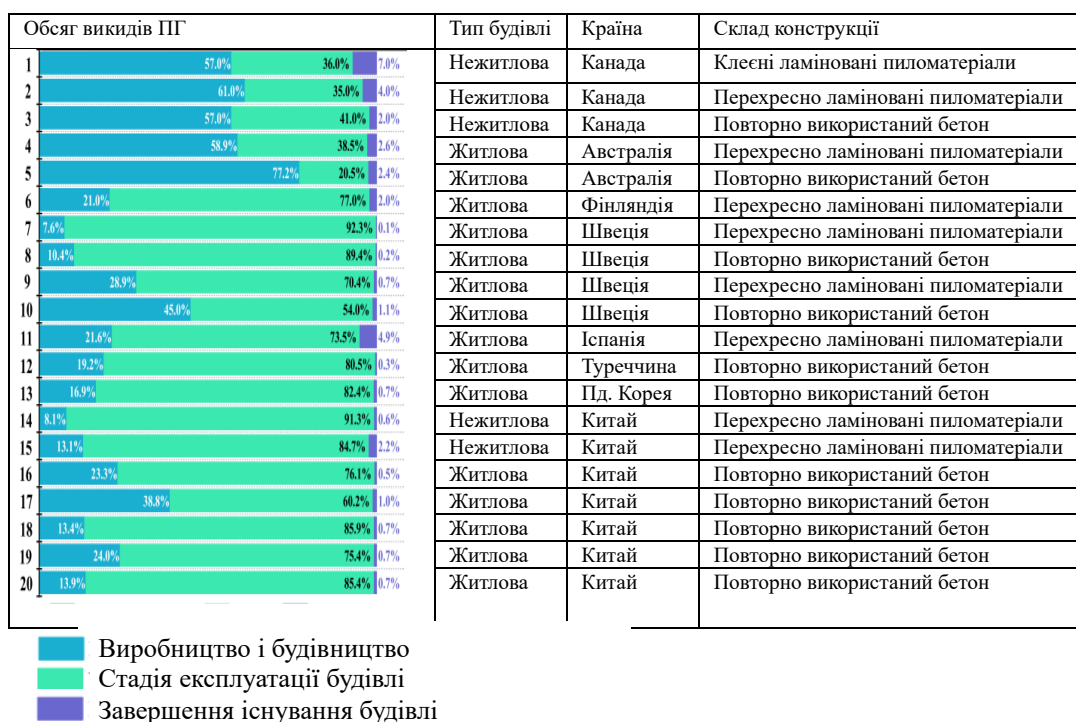 Обсяг викидів ПГ Тип будівлі Країна Склад конструкції
1 57.0% 36.0% 7.0% Нежитлова Канада Клеєні ламіновані пиломатеріали
2 61.0% 35.0% 4.0% Нежитлова Канада Перехресно ламіновані пиломатеріали
3 57.0% 41.0% 2.0% Нежитлова Канада Повторно використаний бетон
4 58.9% 38.5% 2.6% Житлова Австралія Перехресно ламіновані пиломатеріали
5 77.2% 20.5% 2.4% Житлова Австралія Повторно використаний бетон
6 21.0% 77.0% 2.0% Житлова Фінляндія Перехресно ламіновані пиломатеріали
7 7.6% 92.3% 0.1% Житлова Швеція Перехресно ламіновані пиломатеріали
8 10.4% 89.4% 0.2% Житлова Швеція Повторно використаний бетон
9 28.9% 70.4% 0.7% Житлова Швеція Перехресно ламіновані пиломатеріали
10 45.0% 54.0% 1.1% Житлова Швеція Повторно використаний бетон
11 21.6% 73.5% 4.9% Житлова Іспанія Перехресно ламіновані пиломатеріали
12 19.2% 80.5% 0.3% Житлова Туреччина Повторно використаний бетон
13 16.9% 82.4% 0.7% Житлова Пд. Корея Повторно використаний бетон
14 8.1% 91.3% 0.6% Нежитлова Китай Перехресно ламіновані пиломатеріали
15 13.1% 84.7% 2.2% Нежитлова Китай Перехресно ламіновані пиломатеріали
16 23.3% 76.1% 0.5% Житлова Китай Повторно використаний бетон
17 38.8% 60.2% 1.0% Житлова Китай Повторно використаний бетон
18 13.4% 85.9% 0.7% Житлова Китай Повторно використаний бетон
19 24.0% 75.4% 0.7% Житлова Китай Повторно використаний бетон
20 13.9% 85.4% 0.7% Житлова Китай Повторно використаний бетон
Виробництво і будівництво
Стадія експлуатації будівлі
Завершення існування будівлі